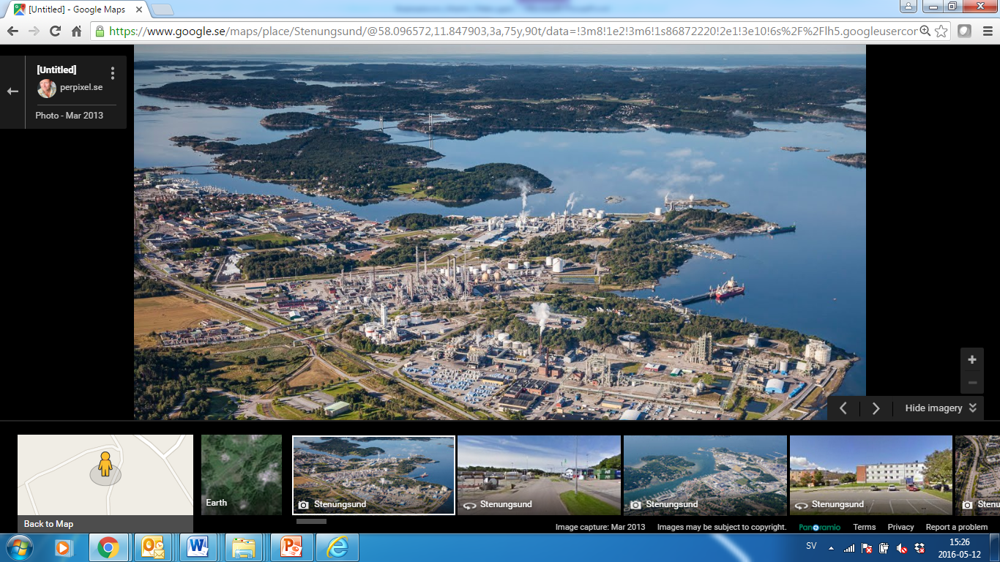 [Untitled] - Google Maps
https://www.google.se/maps/place/Stenungsund/@58.096572,11.847903,3a,75y,90t/data=!3m8!1e2!3m6!1s86872220!2e1!3e10!6s%2F%2Flh5.googleusercor
[Untitled]
perpixel.se
Photo - Mar 2013
Hide imagery
Earth
Stenungsund
Stenungsund
Stenungsund
Stenungsund
Stenu
Back to Map
Image capture: Mar 2013 Images may be subject to copyright. Panoramio Terms Privacy Report a problem
SV
15:26
2016-05-12